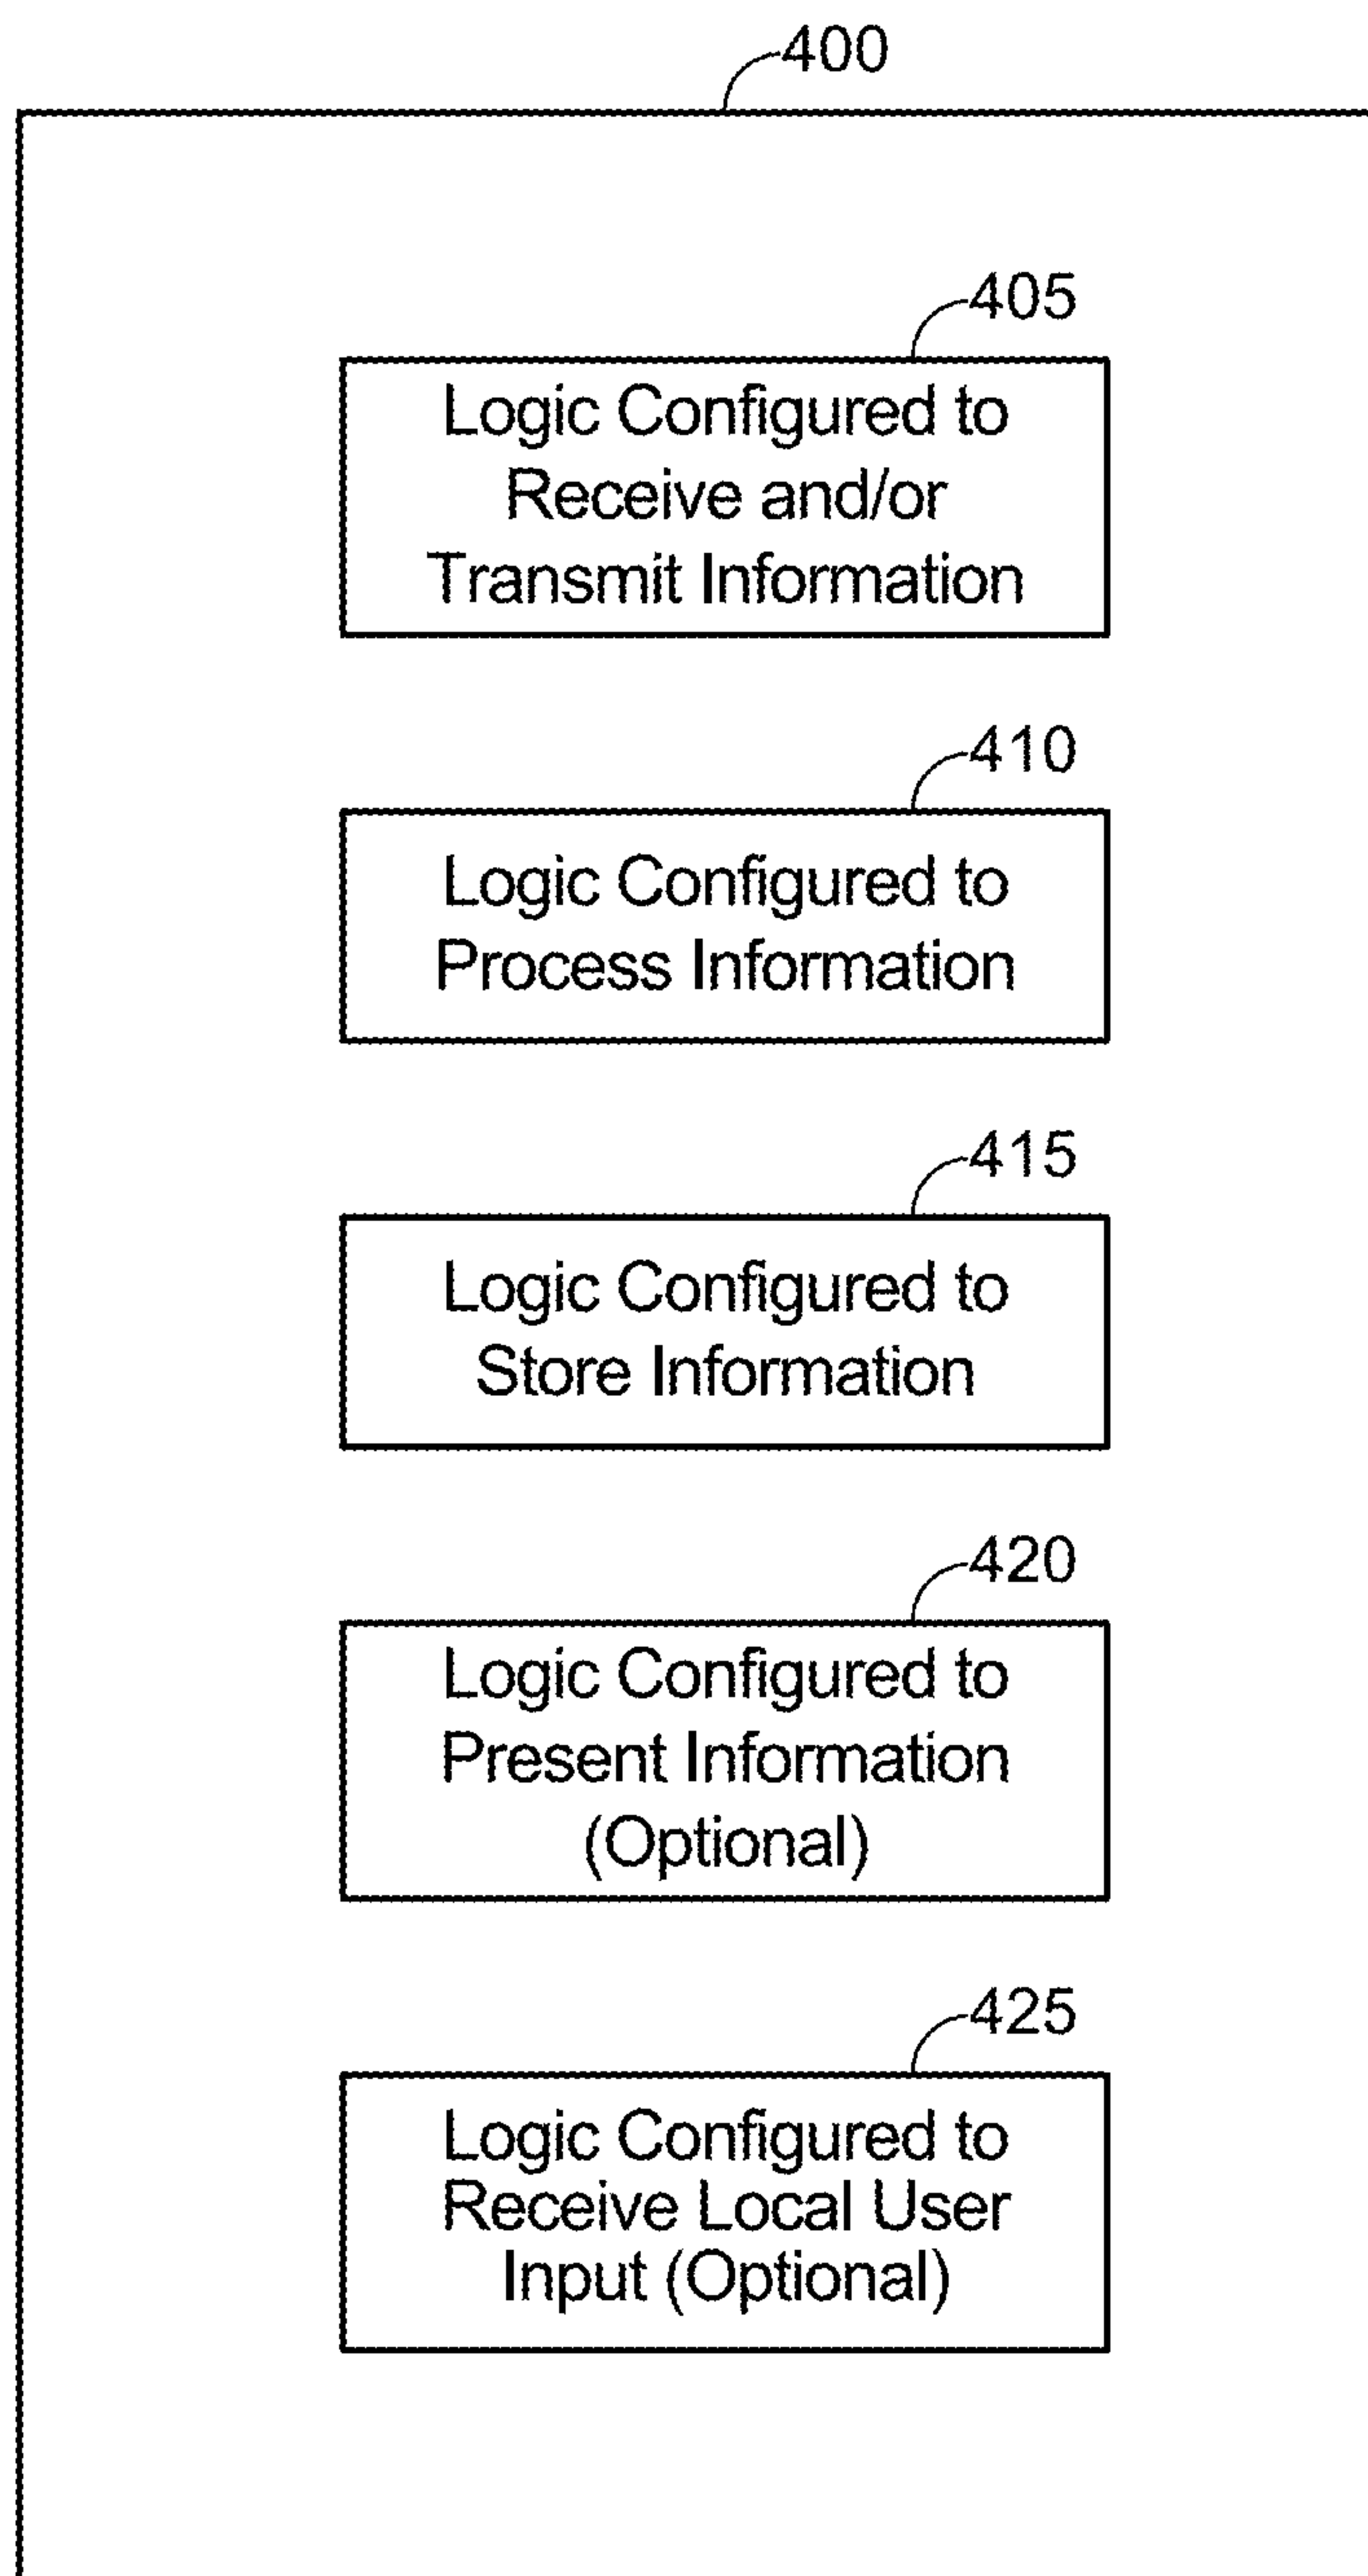 400
405
Logic Configured to
Receive and/or
Transmit Information
410
Logic Configured to
Process Information
415
Logic Configured to
Store Information
420
Logic Configured to
Present Information
(Optional)
425
Logic Configured to
Receive Local User
Input (Optional)